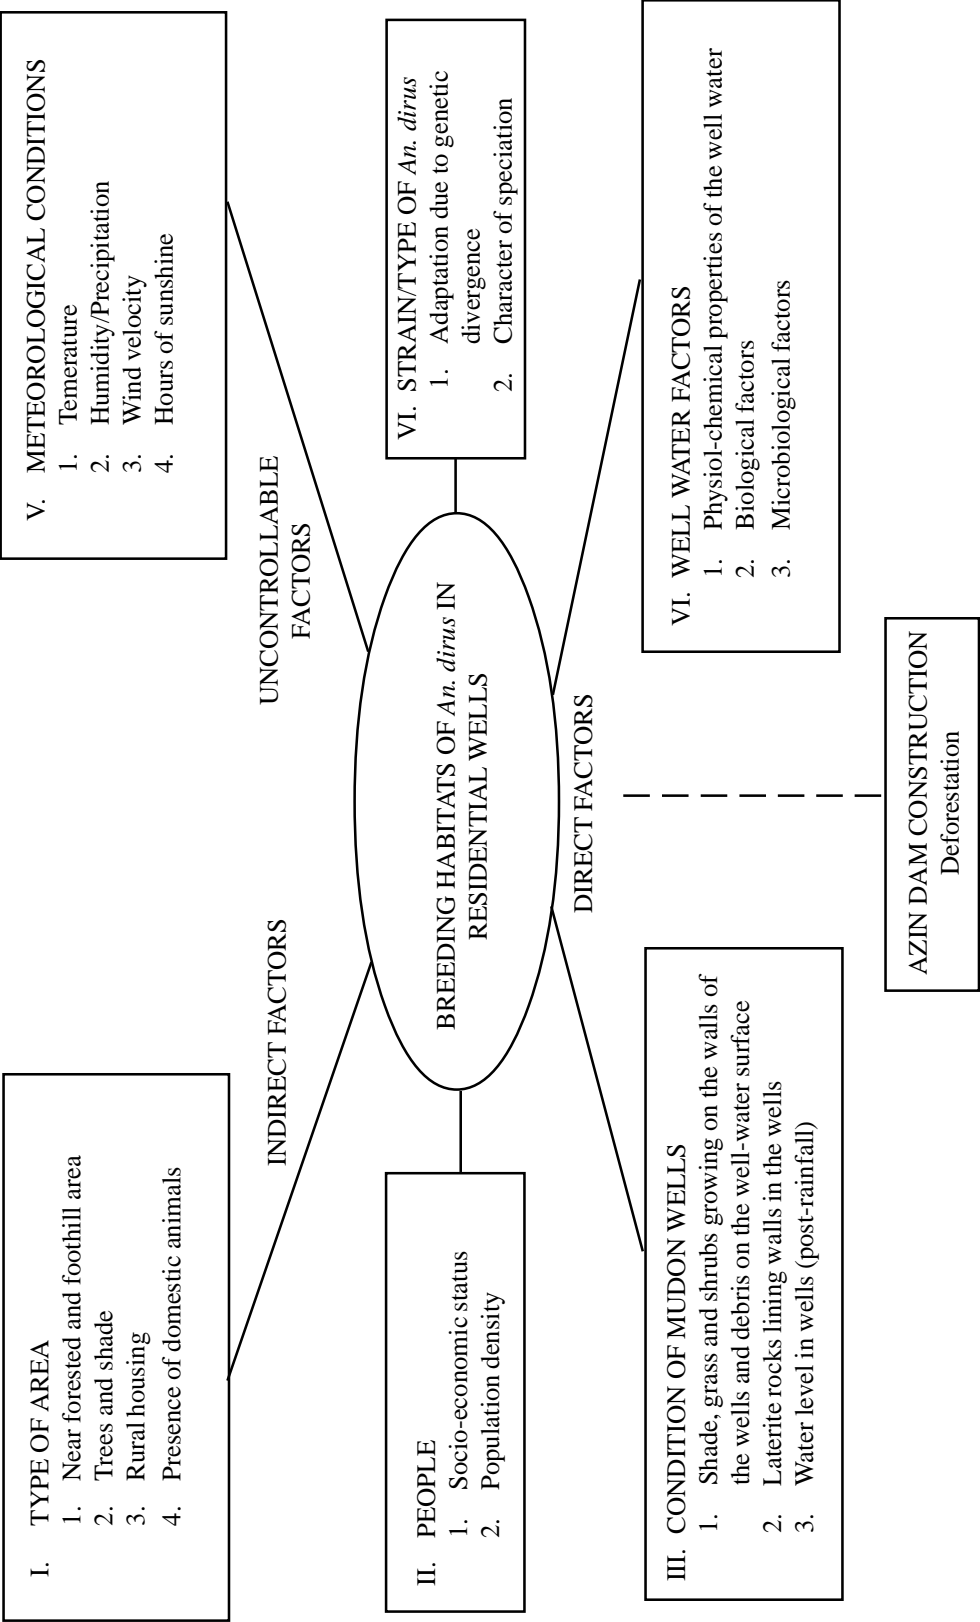 I. TYPE OF AREA
1. Near forested and foothill area
2. Trees and shade
3. Rural housing
4. Presence of domestic animals
INDIRECT FACTORS
II. PEOPLE
1. Socio-economic status
2. Population density
III. CONDITION OF MUDON WELLS
1. Shade, grass and shrubs growing on the walls of
the wells and debris on the well-water surface
2. Laterite rocks lining walls in the wells
3. Water level in wells (post-rainfall)
BREEDING HABITATS OF An. dirus IN
RESIDENTIAL WELLS
DIRECT FACTORS
AZIN DAM CONSTRUCTION
Deforestation
V. METEOROLOGICAL CONDITIONS
1. Temerature
2. Humidity/Precipitation
3. Wind velocity
4. Hours of sunshine
UNCONTROLLABLE
FACTORS
VI. STRAIN/TYPE OF An. dirus
1. Adaptation due to genetic
divergence
2. Character of speciation
VI. WELL WATER FACTORS
1. Physiol-chemical properties of the well water
2. Biological factors
3. Microbiological factors